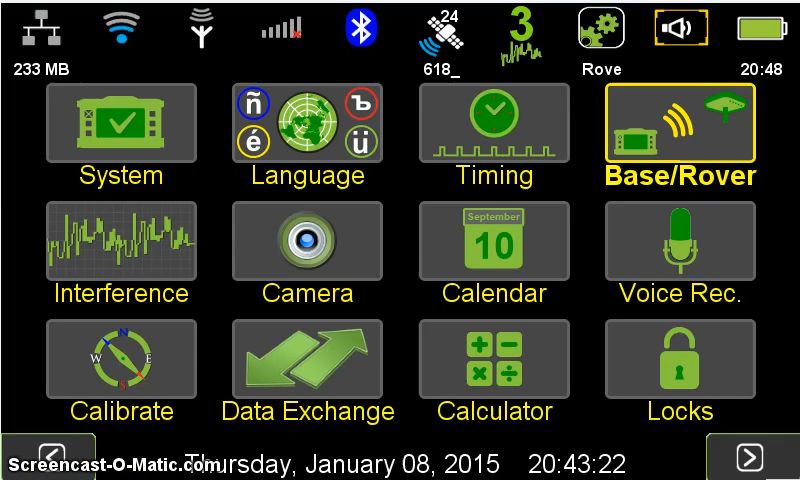 24
3
233 MB
618_
Rove
20:48
ñ
ъ
é
ü
System
Language
Timing
Base/Rover
September
10
Interference
Camera
Calendar
Voice Rec.
N
W
E
S
Calibrate
Data Exchange
Calculator
Locks
Screencast-O-Matic.com
Thursday, January 08, 2015 20:43:22